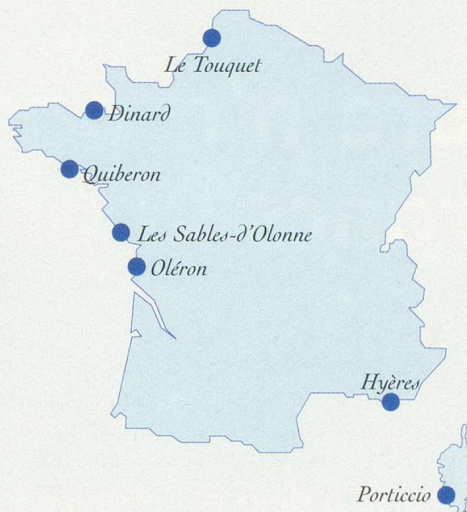 Le Touquet
Dinard
Quiberon
Les Sables-d'Olonne
Oléron
Hyères
Porticcio